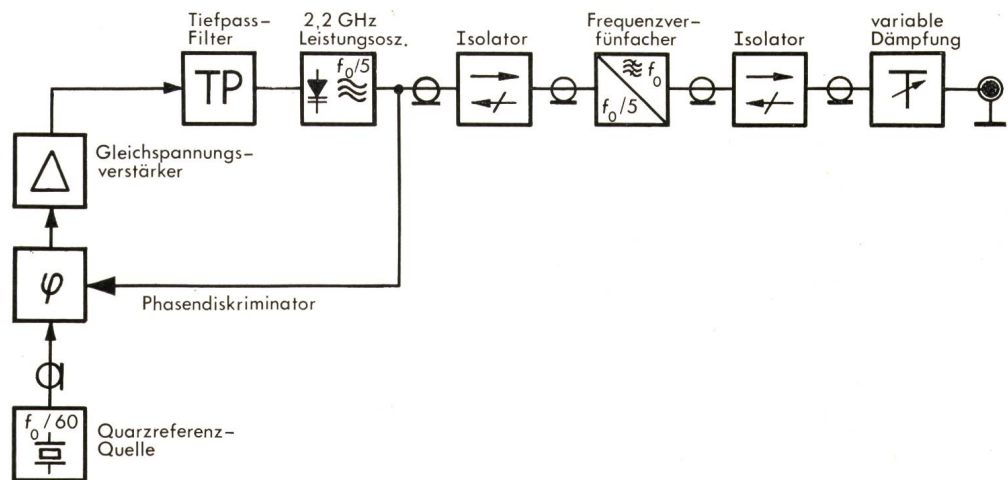 Tiefpass-
Filter
2,2 GHz
Leistungsosz.
Isolator
Frequenzver-
fünfacher
Isolator
variable
Dämpfung
TP
f₀/5
f₀
f₀/5
Gleichspannungs-
verstärker
φ
Phasendiskriminator
f₀/60
Quarzreferenz-
Quelle